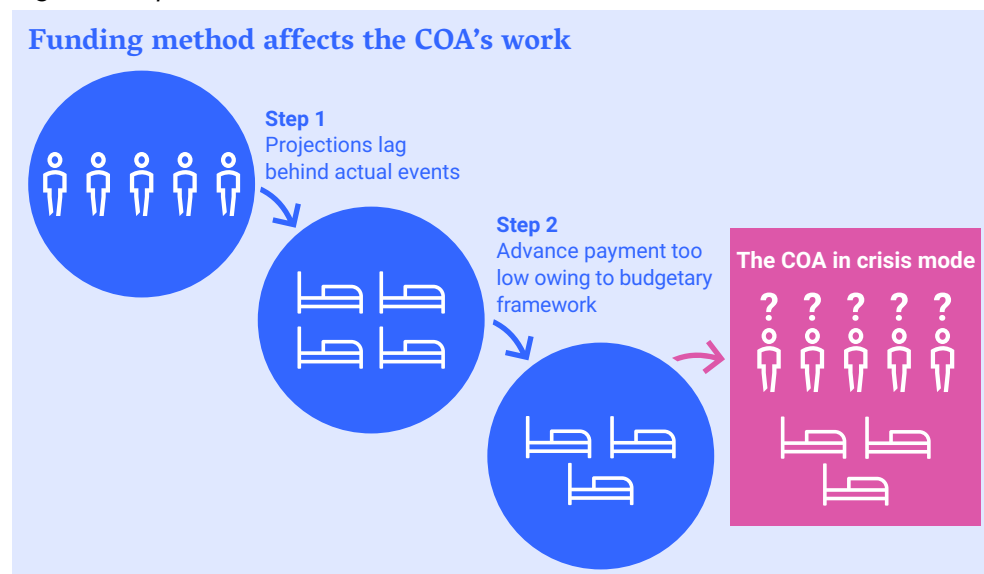 Funding method affects the COA's work
Step 1
Projections lag
behind actual events
Step 2
Advance payment too
low owing to budgetary
framework
The COA in crisis mode
? ? ? ? ?